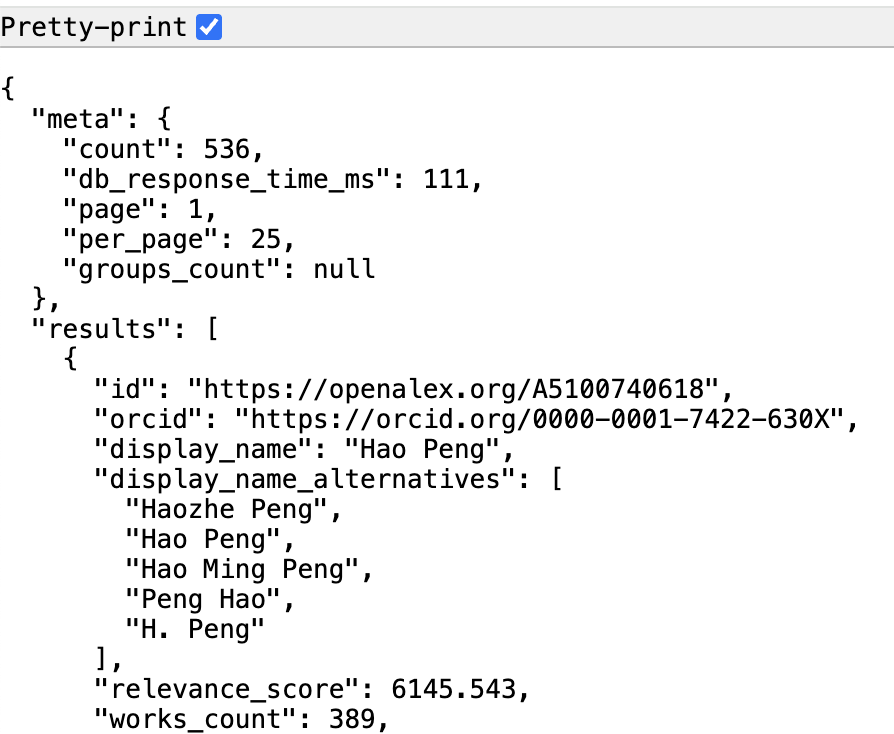 Pretty-print
{
  "meta": {
    "count": 536,
    "db_response_time_ms": 111,
    "page": 1,
    "per_page": 25,
    "groups_count": null
  },
  "results": [
    {
      "id": "https://openalex.org/A5100740618",
      "orcid": "https://orcid.org/0000-0001-7422-630X",
      "display_name": "Hao Peng",
      "display_name_alternatives": [
        "Haozhe Peng",
        "Hao Peng",
        "Hao Ming Peng",
        "Peng Hao",
        "H. Peng"
      ],
      "relevance_score": 6145.543,
      "works_count": 389,